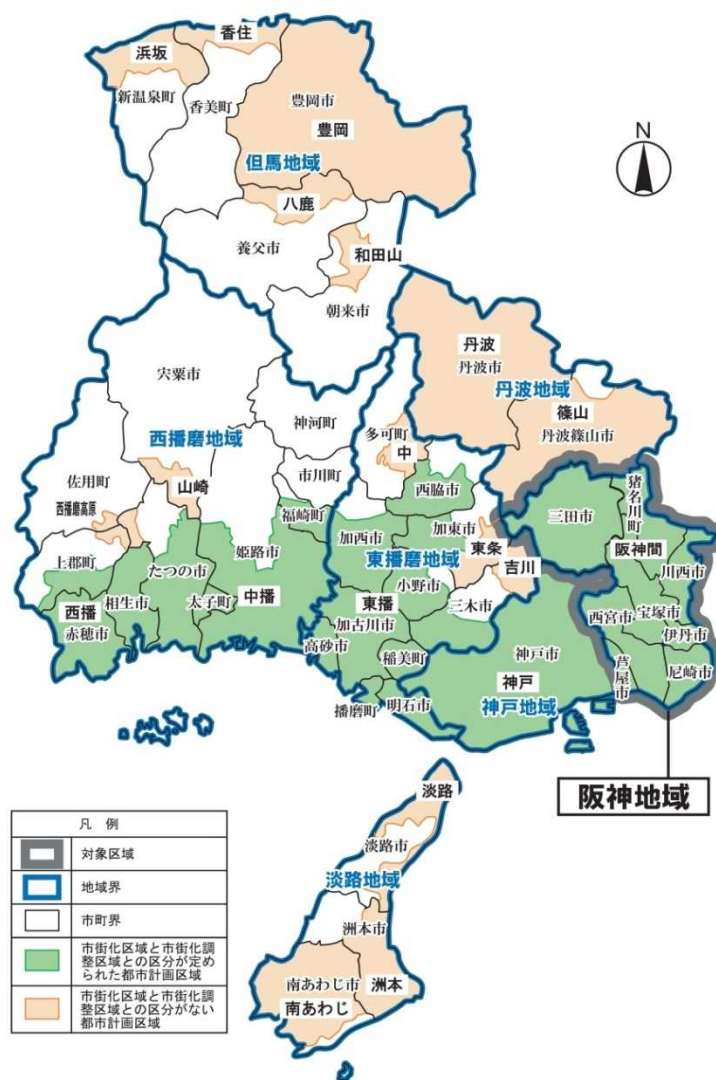 香住
浜坂
新温泉町
香美町
豊岡市
豊岡
但馬地域
N
八鹿
養父市
和田山
朝来市
丹波
丹波市
丹波地域
篠山
丹波篠山市
宍粟市
西播磨地域
神河町
多可町
中
市川町
佐用町
西播磨高原
山崎
西脇市
猪名川町
三田市
福崎町
加西市
加東市
東条
阪神間
上郡町
姫路市
東播磨地域
吉川
川西市
たつの市
小野市
西播
相生市
太子町
中播
東播
三木市
宝塚市
西宮市
赤穂市
加古川市
伊丹市
高砂市
稲美町
神戸市
芦屋市
尼崎市
神戸
播磨町
明石市
神戸地域
阪神地域
淡路
淡路市
淡路地域
洲本市
南あわじ市
洲本
南あわじ
凡 例
対象区域
地域界
市町界
市街化区域と市街化調
整区域との区分が定め
られた都市計画区域
市街化区域と市街化調
整区域との区分がない
都市計画区域